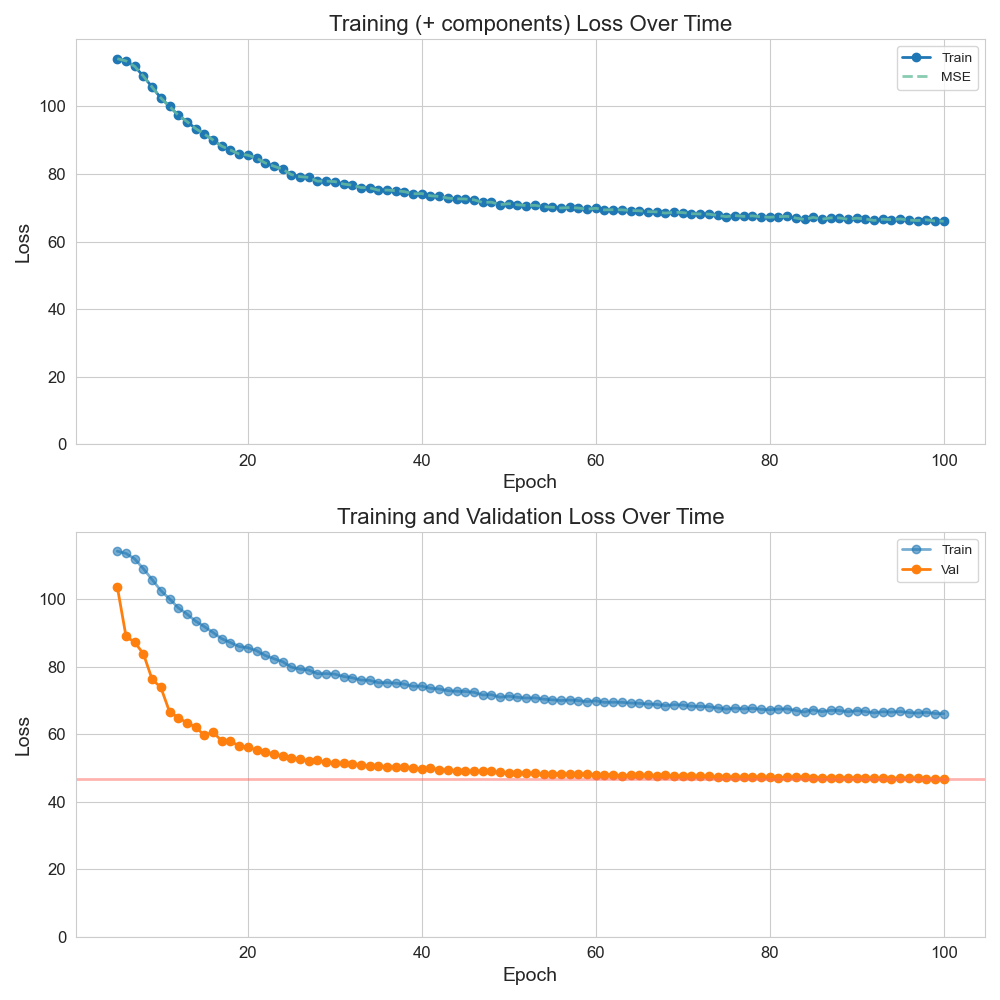 Training (+ components) Loss Over Time
Train
MSE
Loss
100
80
60
40
20
0
20 40 60 80 100
Epoch
Training and Validation Loss Over Time
Train
Val
Loss
100
80
60
40
20
0
20 40 60 80 100
Epoch